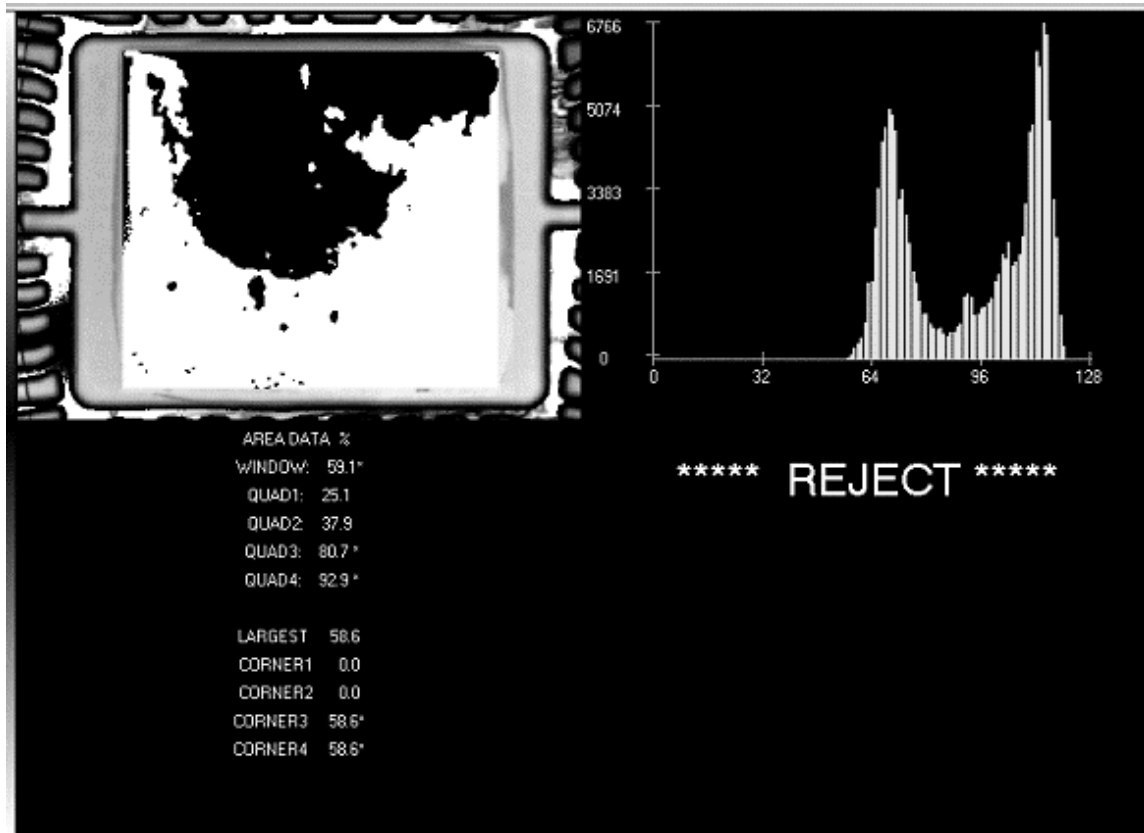 6766
5074
3383
1691
0
0 32 64 96 128
AREA DATA %
WINDOW: 59.1*
QUAD1: 25.1
QUAD2: 37.9
QUAD3: 80.7 *
QUAD4: 92.9 *
LARGEST 58.6
CORNER1 0.0
CORNER2 0.0
CORNER3 58.6*
CORNER4 58.6*
***** REJECT *****